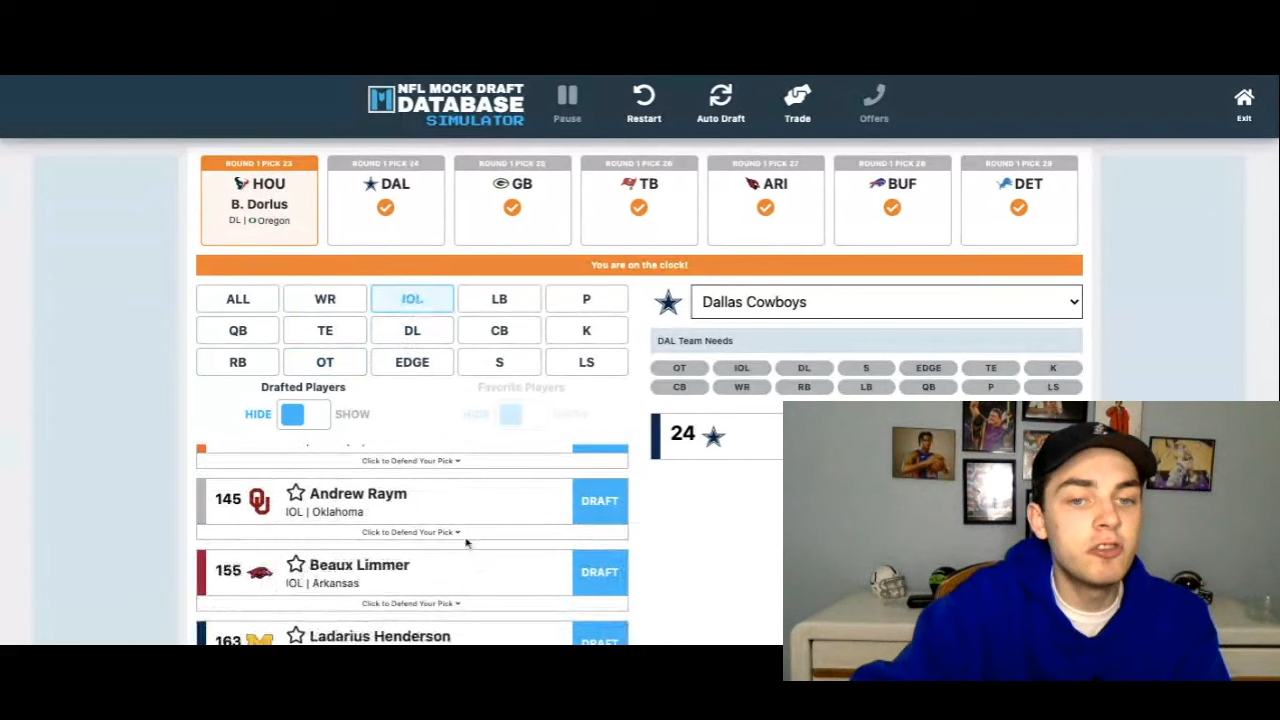 NFL MOCK DRAFT
DATABASE
SIMULATOR
Pause
Restart
Auto Draft
Trade
Offers
Exit
ROUND 1 PICK 23
HOU
B. Dorlus
DL | Oregon
ROUND 1 PICK 24
DAL
ROUND 1 PICK 25
GB
ROUND 1 PICK 26
TB
ROUND 1 PICK 27
ARI
ROUND 1 PICK 28
BUF
ROUND 1 PICK 29
DET
You are on the clock!
ALL WR IOL LB P
QB TE DL CB K
RB OT EDGE S LS
Drafted Players
HIDE SHOW
Favorite Players
HIDE
Click to Defend Your Pick
145 OU Andrew Raym
IOL | Oklahoma
DRAFT
Click to Defend Your Pick
155 Beaux Limmer
IOL | Arkansas
DRAFT
Click to Defend Your Pick
163 M Ladarius Henderson
DRAFT
Dallas Cowboys
DAL Team Needs
OT IOL DL S EDGE TE K
CB WR RB LB QB P LS
24